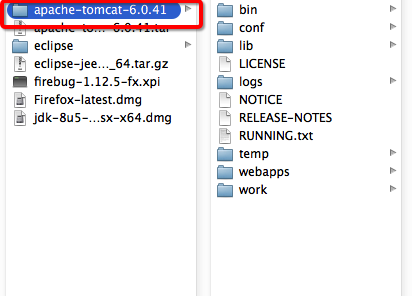 apache-tomcat-6.0.41
apache-to...6.0.41.tar
eclipse
eclipse-jee..._64.tar.gz
firebug-1.12.5-fx.xpi
Firefox-latest.dmg
jdk-8u5-...sx-x64.dmg
bin
conf
lib
LICENSE
logs
NOTICE
RELEASE-NOTES
RUNNING.txt
temp
webapps
work